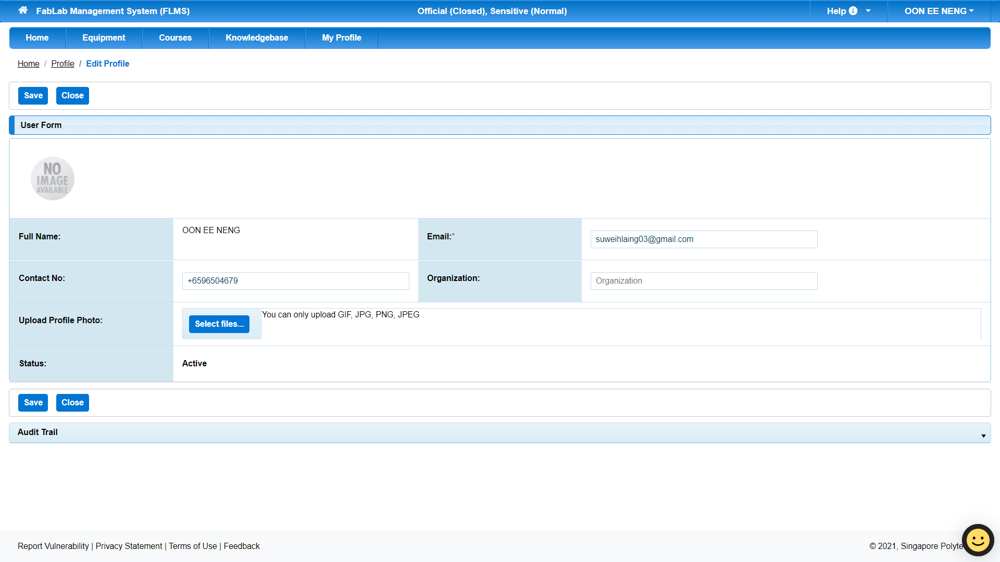 FabLab Management System (FLMS)
Official (Closed), Sensitive (Normal)
Help
OON EE NENG
Home
Equipment
Courses
Knowledgebase
My Profile
Home / Profile / Edit Profile
Save
Close
User Form
NO
IMAGE
AVAILABLE
Full Name:
OON EE NENG
Email:*
suweihlaing03@gmail.com
Contact No:
+6596504679
Organization:
Organization
Upload Profile Photo:
Select files...
You can only upload GIF, JPG, PNG, JPEG
Status:
Active
Save
Close
Audit Trail
Report Vulnerability | Privacy Statement | Terms of Use | Feedback
© 2021, Singapore Polyte